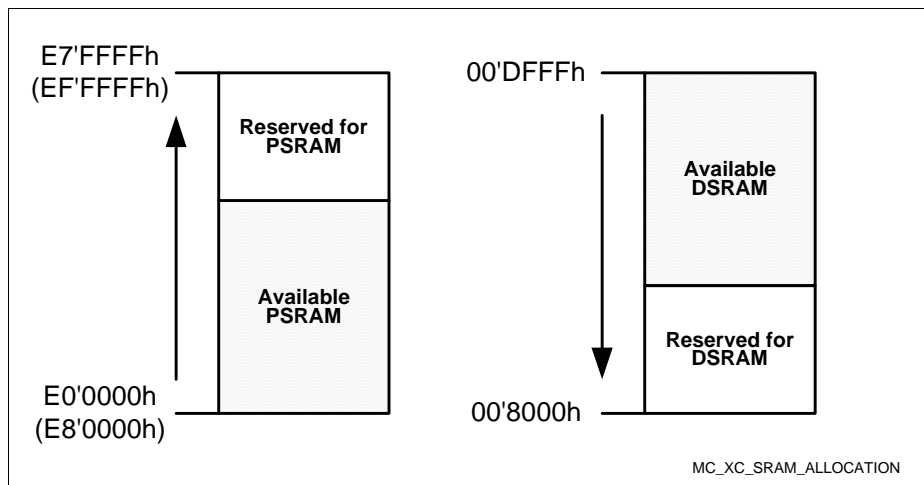 E7'FFFFh
(EF'FFFFh)
Reserved for
PSRAM
Available
PSRAM
E0'0000h
(E8'0000h)
00'DFFFh
Available
DSRAM
Reserved for
DSRAM
00'8000h
MC_XC_SRAM_ALLOCATION